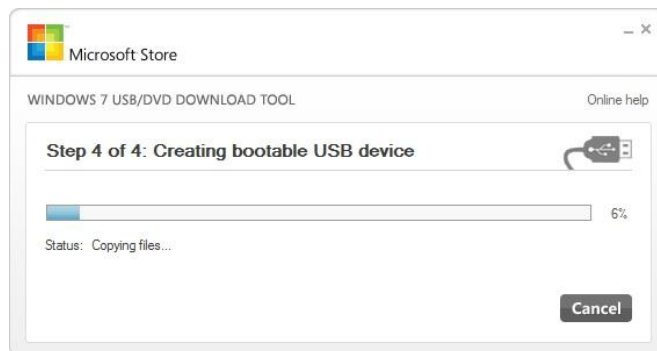 Microsoft Store
WINDOWS 7 USB/DVD DOWNLOAD TOOL
Online help
Step 4 of 4: Creating bootable USB device
6%
Status: Copying files...
Cancel